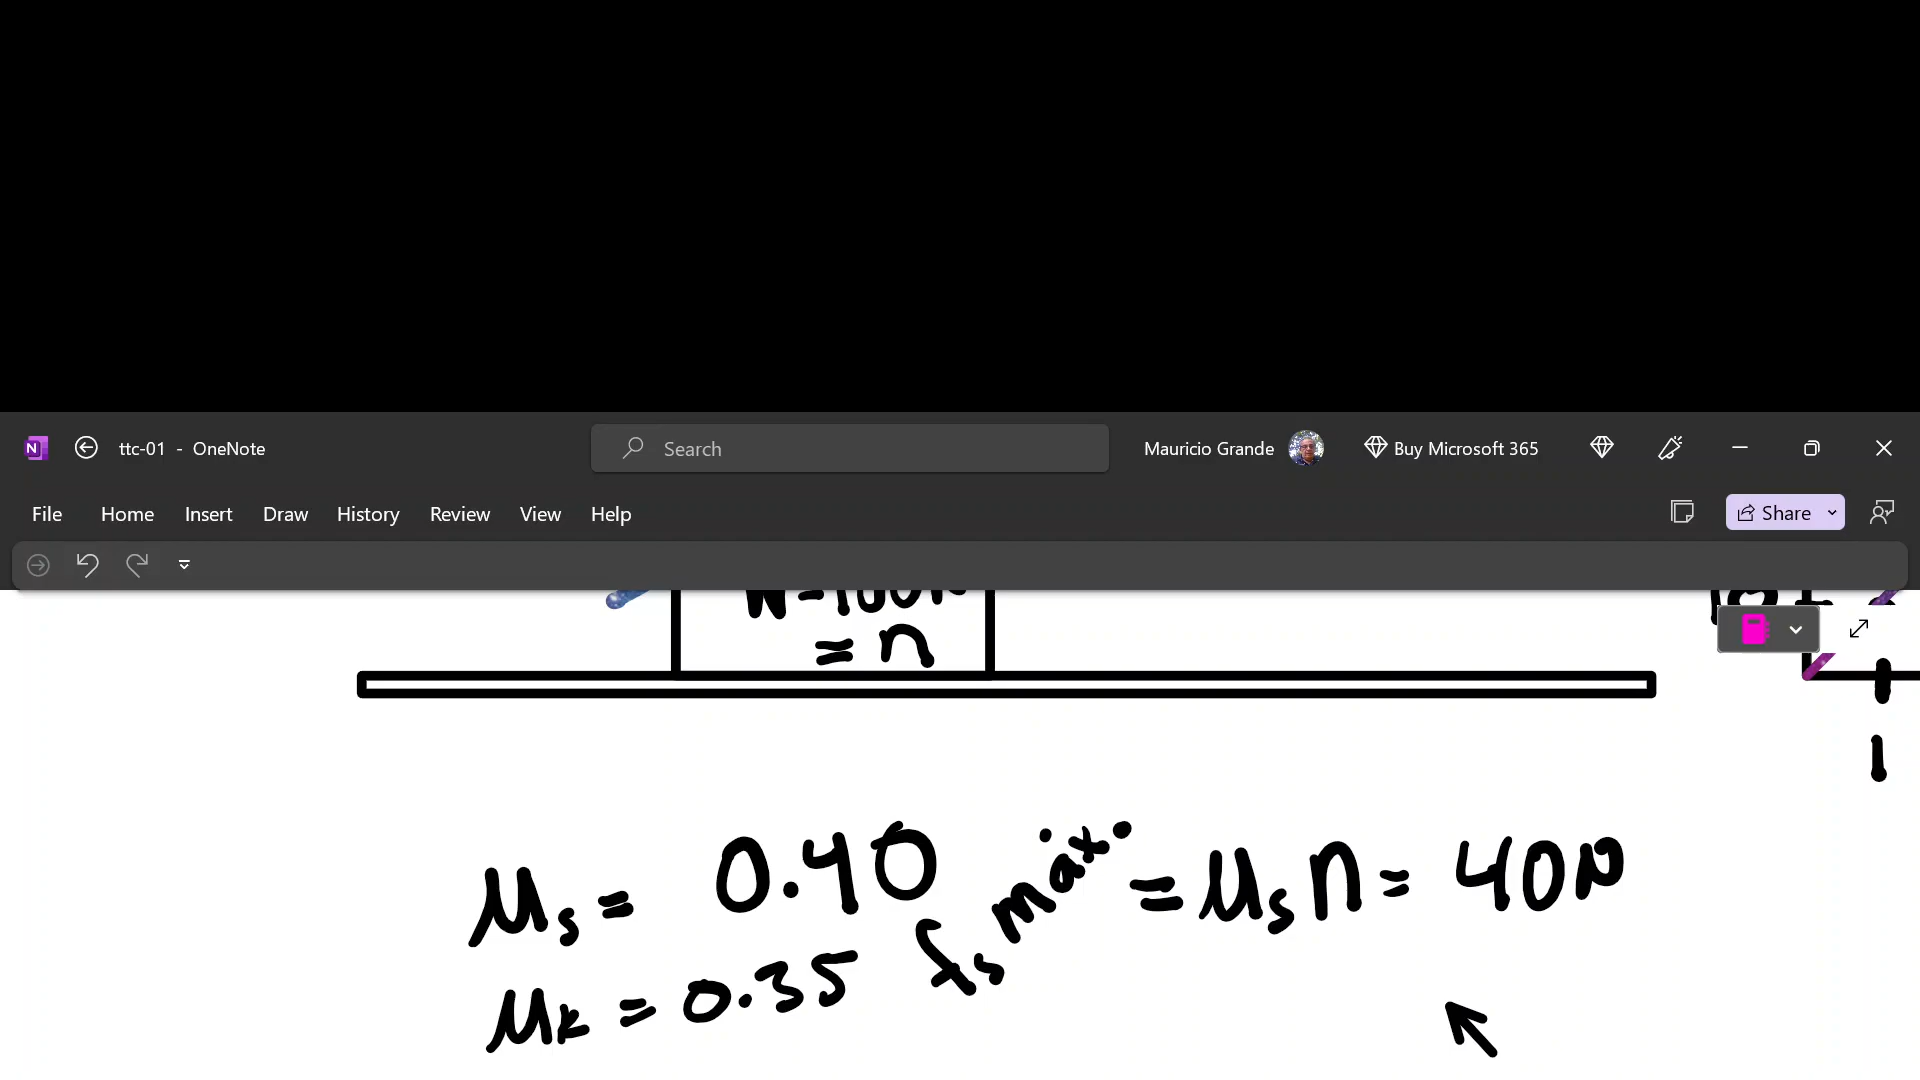 ttc-01 - OneNote
Search
Mauricio Grande
Buy Microsoft 365
File Home Insert Draw History Review View Help
Share
= n
μs = 0.40
fs máx. = μs n = 40N
μk = 0.35